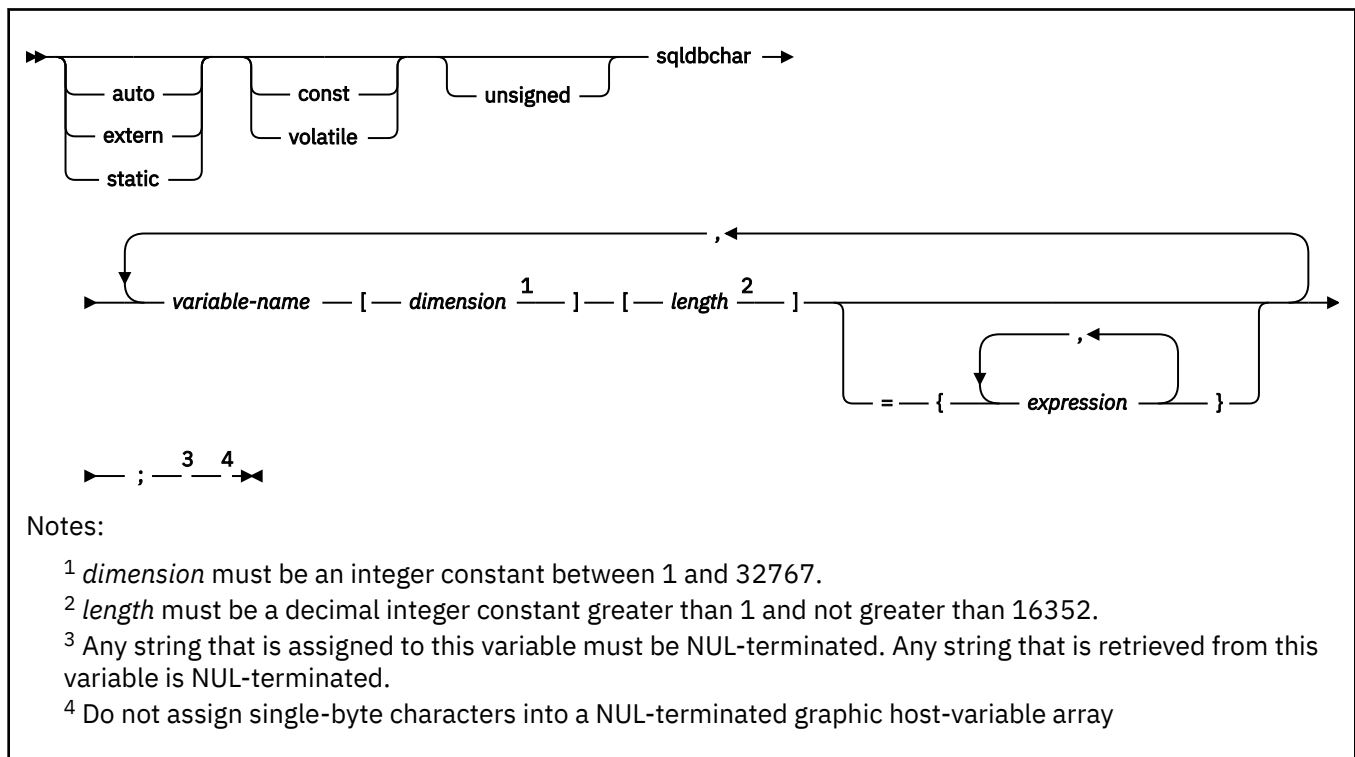 sqldbchar
auto const unsigned
extern volatile
static
,
variable-name [ dimension 1 ] [ length 2 ]
,
= { expression }
; 3 4
Notes:
1 dimension must be an integer constant between 1 and 32767.
2 length must be a decimal integer constant greater than 1 and not greater than 16352.
3 Any string that is assigned to this variable must be NUL-terminated. Any string that is retrieved from this
variable is NUL-terminated.
4 Do not assign single-byte characters into a NUL-terminated graphic host-variable array